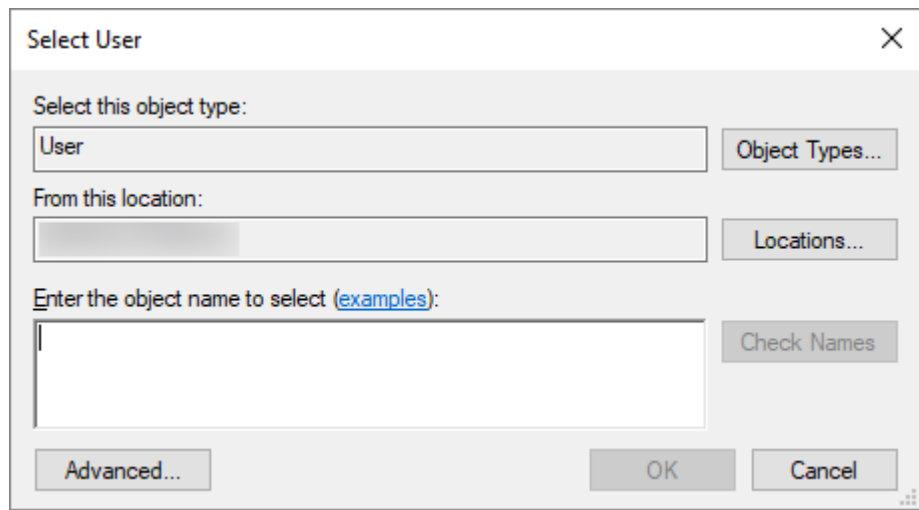 Select User
Select this object type:
User
Object Types...
From this location:
Locations...
Enter the object name to select (examples):
Check Names
Advanced...
OK
Cancel